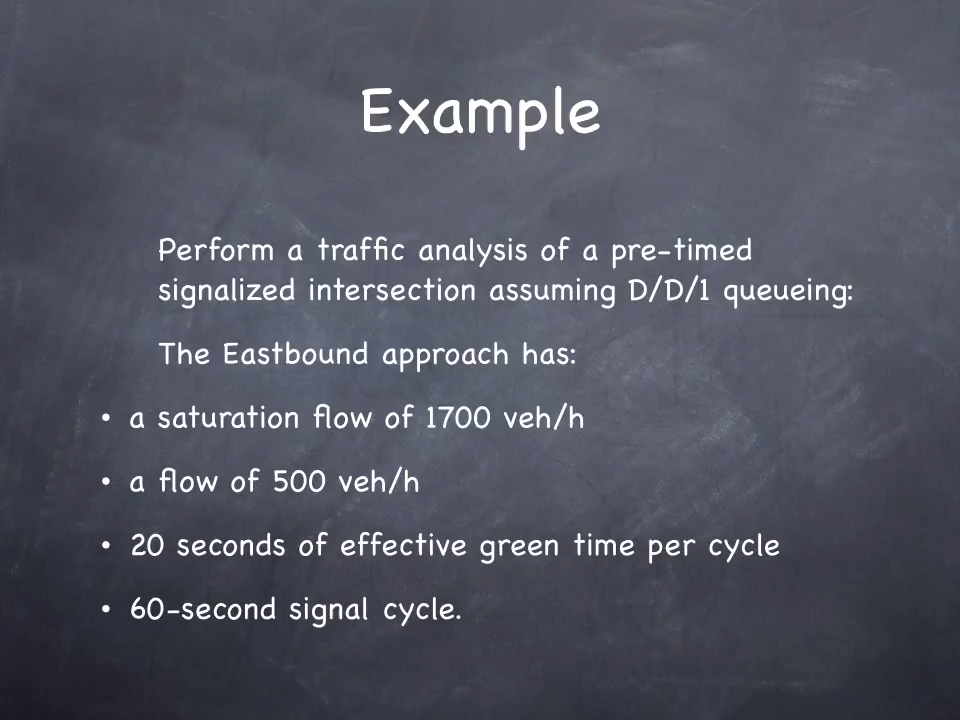 Example
Perform a traffic analysis of a pre-timed
signalized intersection assuming D/D/1 queueing:
The Eastbound approach has:
• a saturation flow of 1700 veh/h
• a flow of 500 veh/h
• 20 seconds of effective green time per cycle
• 60-second signal cycle.